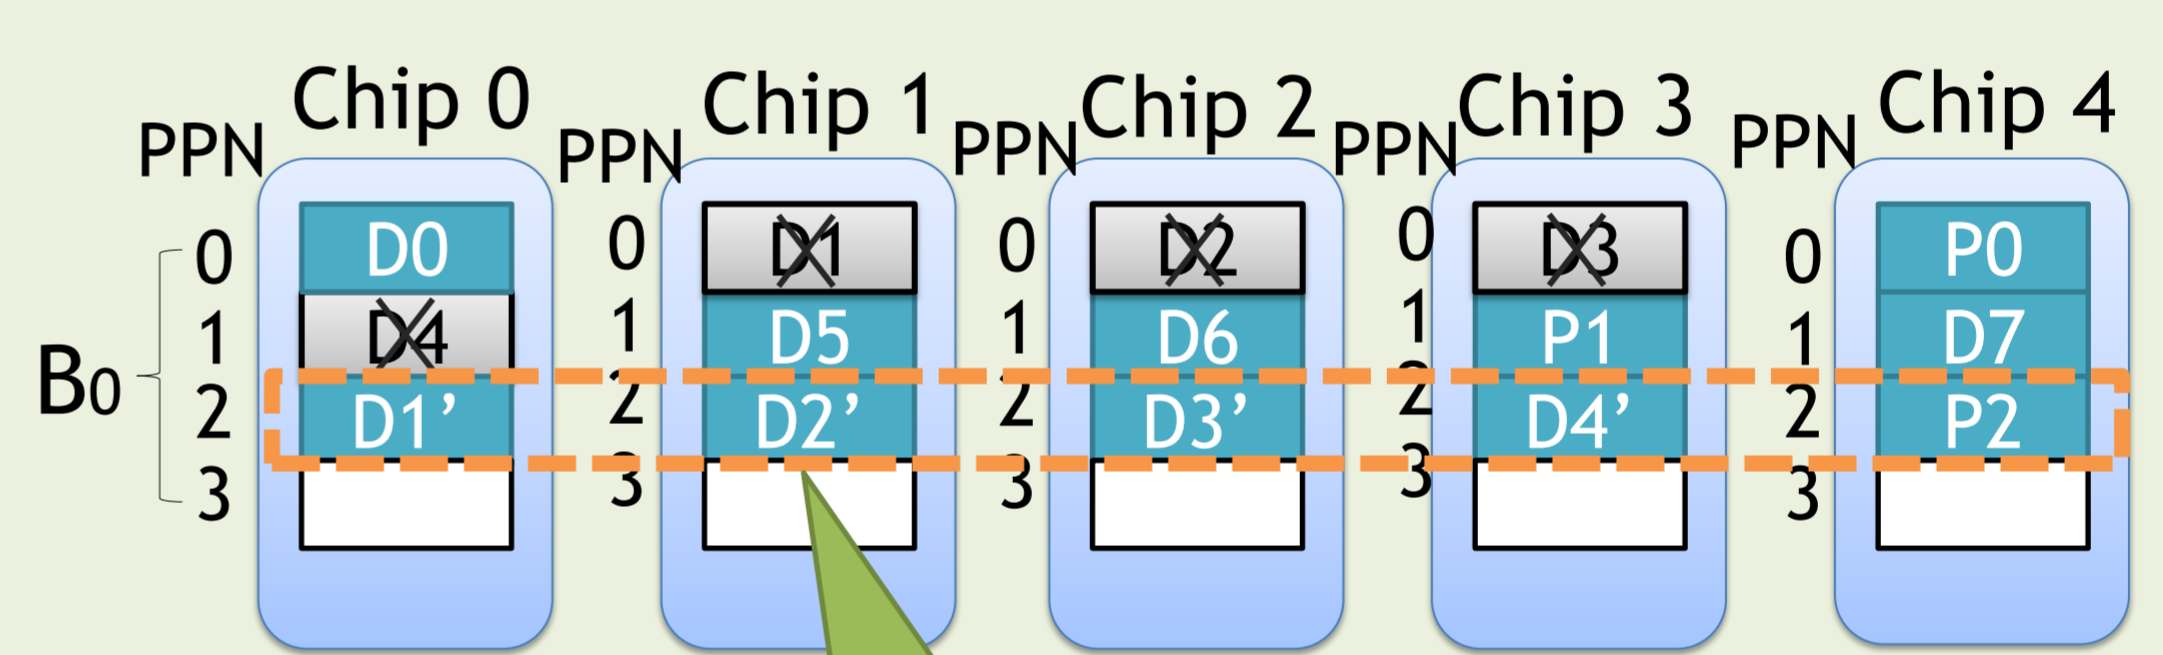 Chip 0 Chip 1 Chip 2 Chip 3 Chip 4
PPN PPN PPN PPN PPN
0 D0 0 D1 0 D2 0 D3 0 P0
1 D4 1 D5 1 D6 1 P1 1 D7
B0
2 D1’ 2 D2’ 2 D3’ 2 D4’ 2 P2
3 3 3 3 3